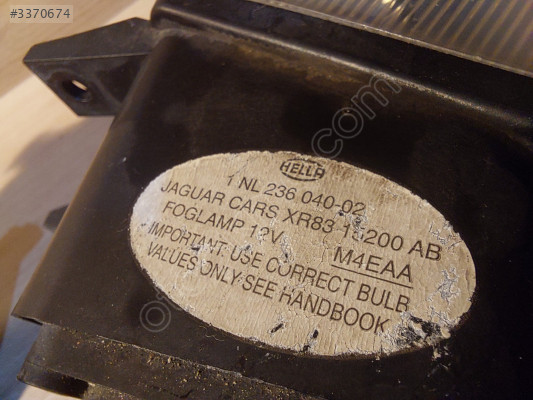 #3370674
HELLA
1 NL 236 040-02
JAGUAR CARS XR83 15200 AB
FOGLAMP 12V M4EAA
IMPORTANT: USE CORRECT BULB
VALUES ONLY SEE HANDBOOK